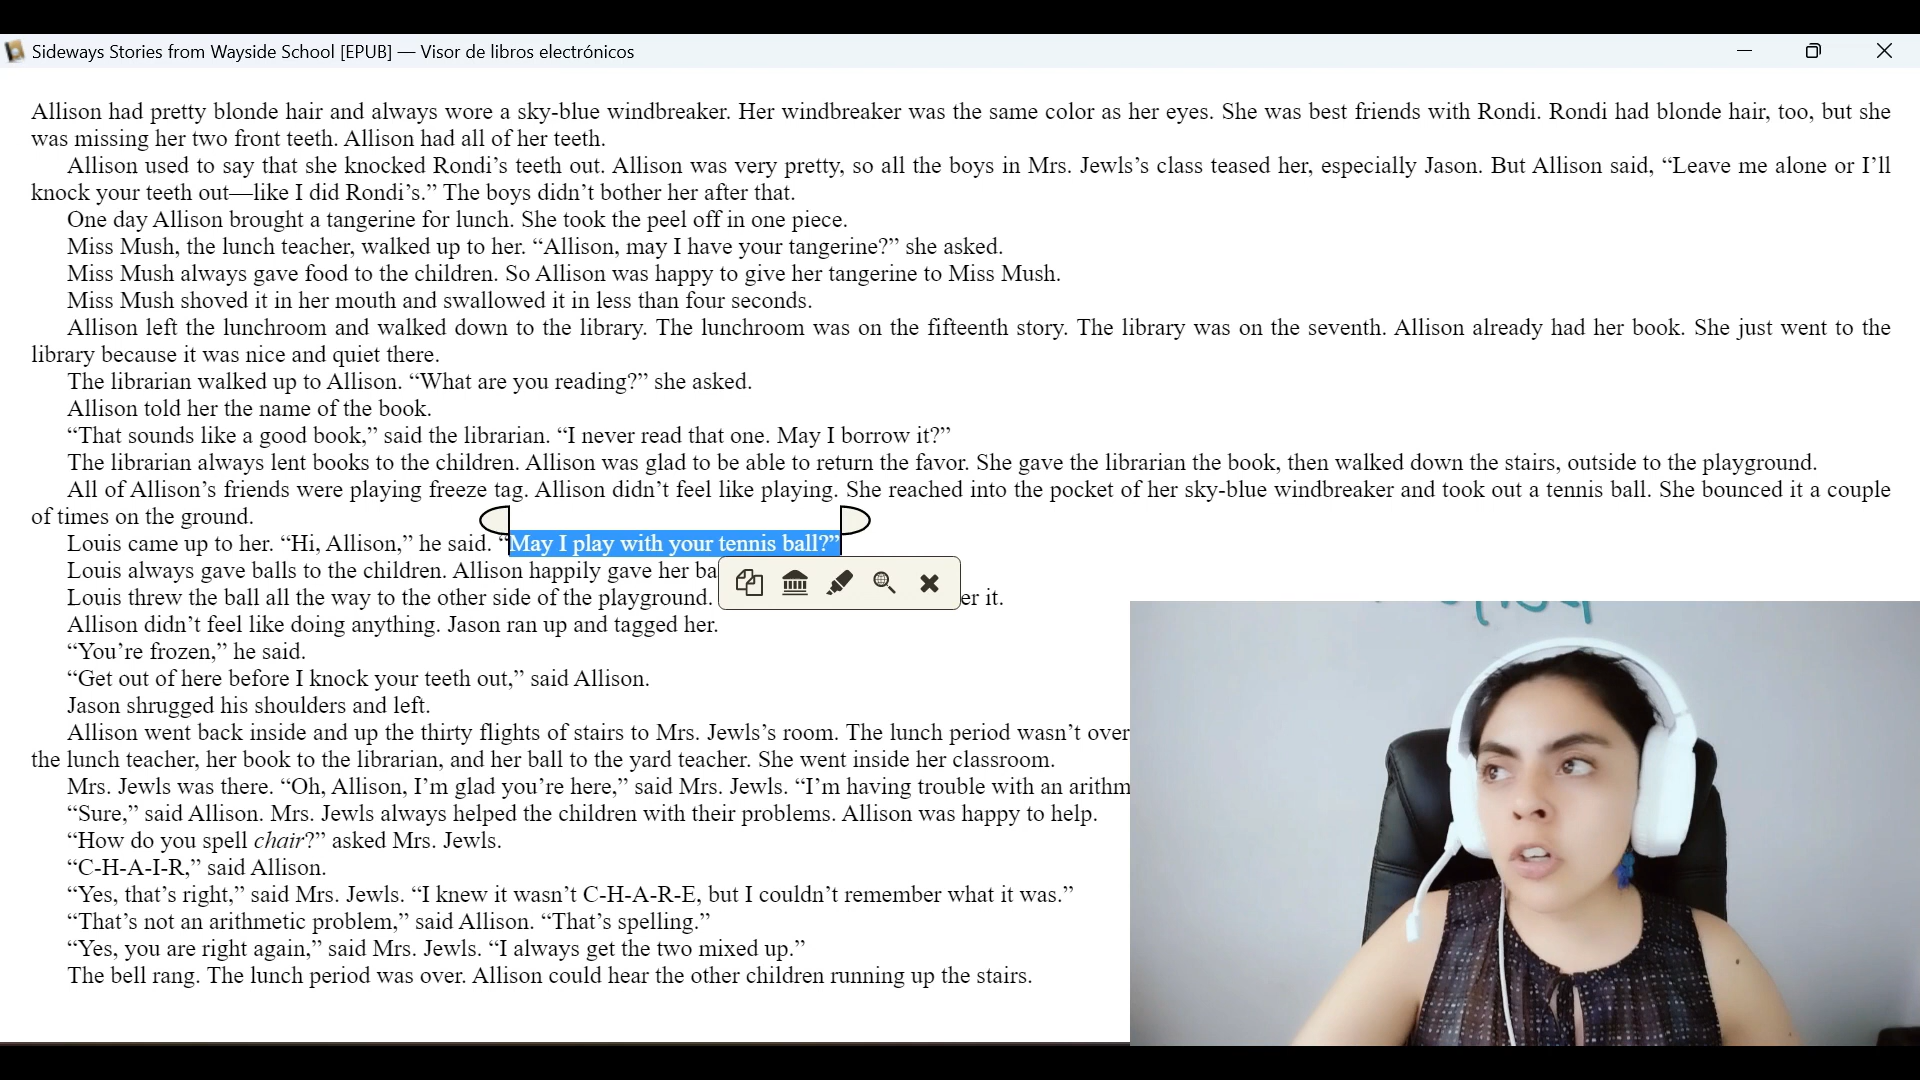 Sideways Stories from Wayside School [EPUB] — Visor de libros electrónicos
Allison had pretty blonde hair and always wore a sky-blue windbreaker. Her windbreaker was the same color as her eyes. She was best friends with Rondi. Rondi had blonde hair, too, but she
was missing her two front teeth. Allison had all of her teeth.
Allison used to say that she knocked Rondi’s teeth out. Allison was very pretty, so all the boys in Mrs. Jewls’s class teased her, especially Jason. But Allison said, “Leave me alone or I’ll
knock your teeth out—like I did Rondi’s.” The boys didn’t bother her after that.
One day Allison brought a tangerine for lunch. She took the peel off in one piece.
Miss Mush, the lunch teacher, walked up to her. “Allison, may I have your tangerine?” she asked.
Miss Mush always gave food to the children. So Allison was happy to give her tangerine to Miss Mush.
Miss Mush shoved it in her mouth and swallowed it in less than four seconds.
Allison left the lunchroom and walked down to the library. The lunchroom was on the fifteenth story. The library was on the seventh. Allison already had her book. She just went to the
library because it was nice and quiet there.
The librarian walked up to Allison. “What are you reading?” she asked.
Allison told her the name of the book.
“That sounds like a good book,” said the librarian. “I never read that one. May I borrow it?”
The librarian always lent books to the children. Allison was glad to be able to return the favor. She gave the librarian the book, then walked down the stairs, outside to the playground.
All of Allison’s friends were playing freeze tag. Allison didn’t feel like playing. She reached into the pocket of her sky-blue windbreaker and took out a tennis ball. She bounced it a couple
of times on the ground.
Louis came up to her. “Hi, Allison,” he said. “May I play with your tennis ball?”
Louis always gave balls to the children. Allison happily gave her ba
Louis threw the ball all the way to the other side of the playground. er it.
Allison didn’t feel like doing anything. Jason ran up and tagged her.
“You’re frozen,” he said.
“Get out of here before I knock your teeth out,” said Allison.
Jason shrugged his shoulders and left.
Allison went back inside and up the thirty flights of stairs to Mrs. Jewls’s room. The lunch period wasn’t over
the lunch teacher, her book to the librarian, and her ball to the yard teacher. She went inside her classroom.
Mrs. Jewls was there. “Oh, Allison, I’m glad you’re here,” said Mrs. Jewls. “I’m having trouble with an arithm
“Sure,” said Allison. Mrs. Jewls always helped the children with their problems. Allison was happy to help.
“How do you spell chair?” asked Mrs. Jewls.
“C-H-A-I-R,” said Allison.
“Yes, that’s right,” said Mrs. Jewls. “I knew it wasn’t C-H-A-R-E, but I couldn’t remember what it was.”
“That’s not an arithmetic problem,” said Allison. “That’s spelling.”
“Yes, you are right again,” said Mrs. Jewls. “I always get the two mixed up.”
The bell rang. The lunch period was over. Allison could hear the other children running up the stairs.